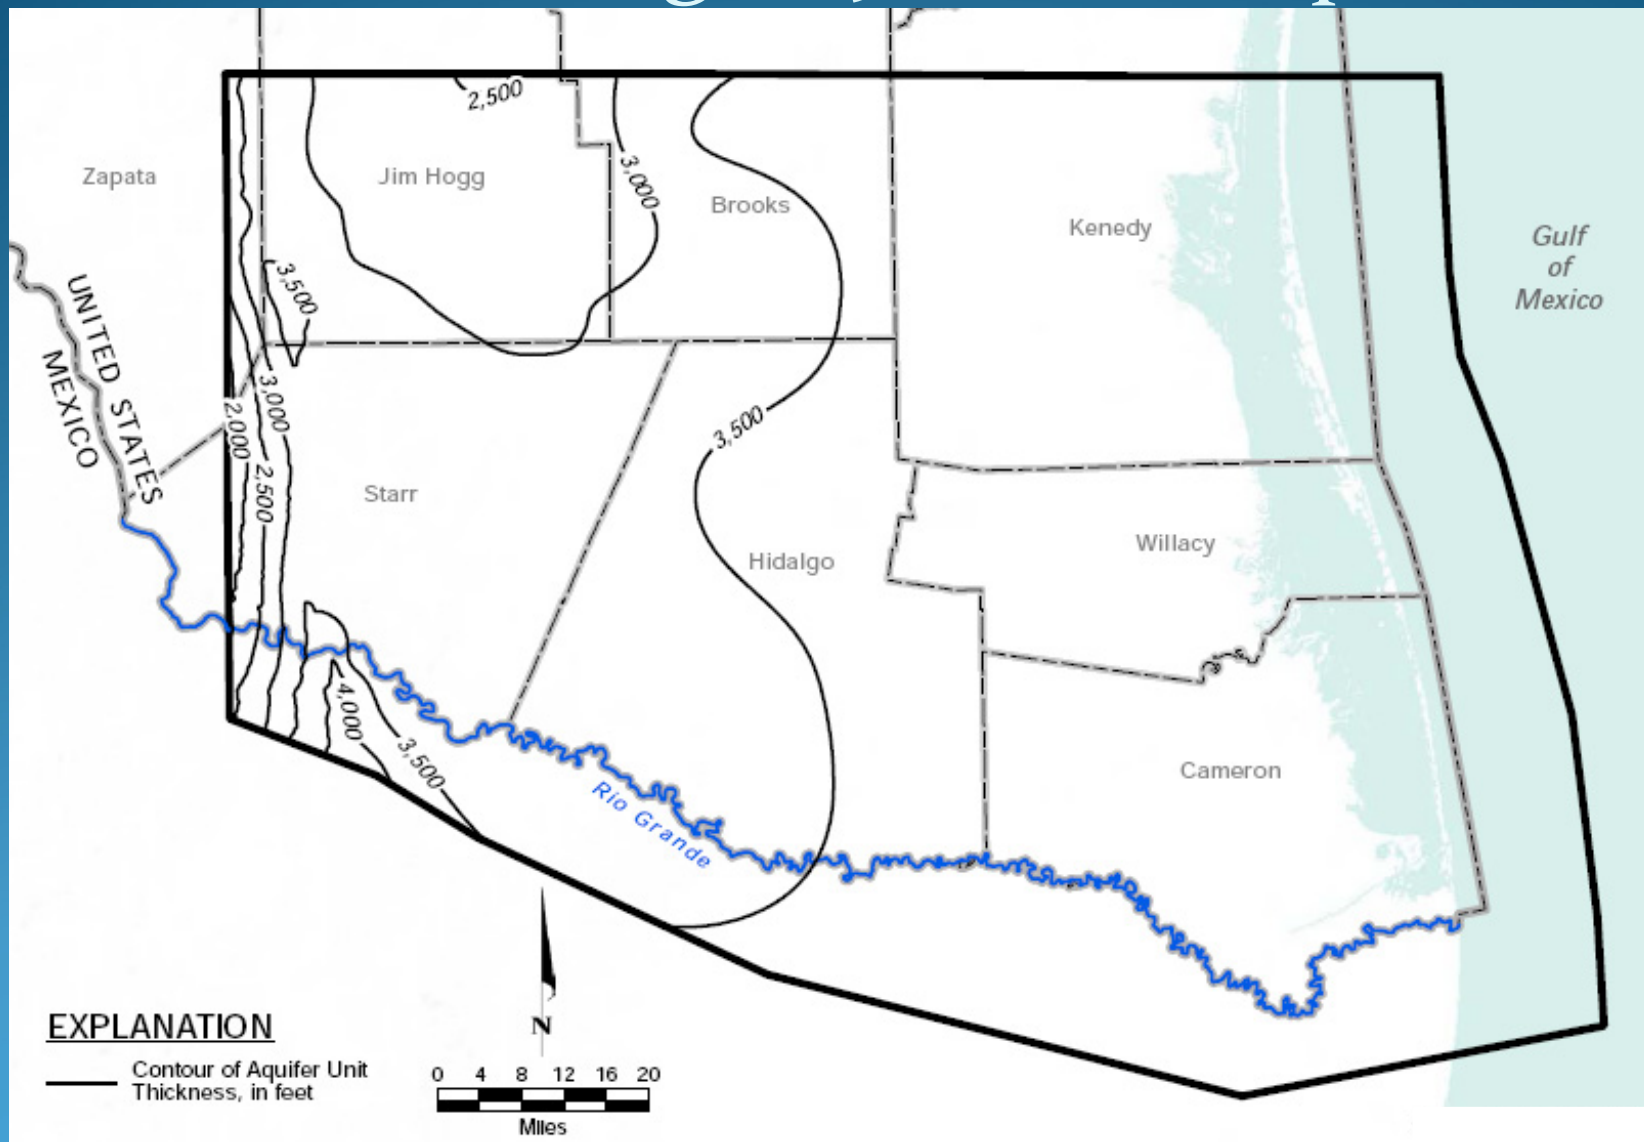 2,500
Zapata
Jim Hogg
3,000
Brooks
Kenedy
Gulf
of
Mexico
3,500
UNITED STATES
MEXICO
3,000
2,000
2,500
3,500
Starr
Hidalgo
Willacy
4,000
3,500
Cameron
Rio Grande
N
EXPLANATION
Contour of Aquifer Unit
Thickness, in feet
0 4 8 12 16 20
Miles